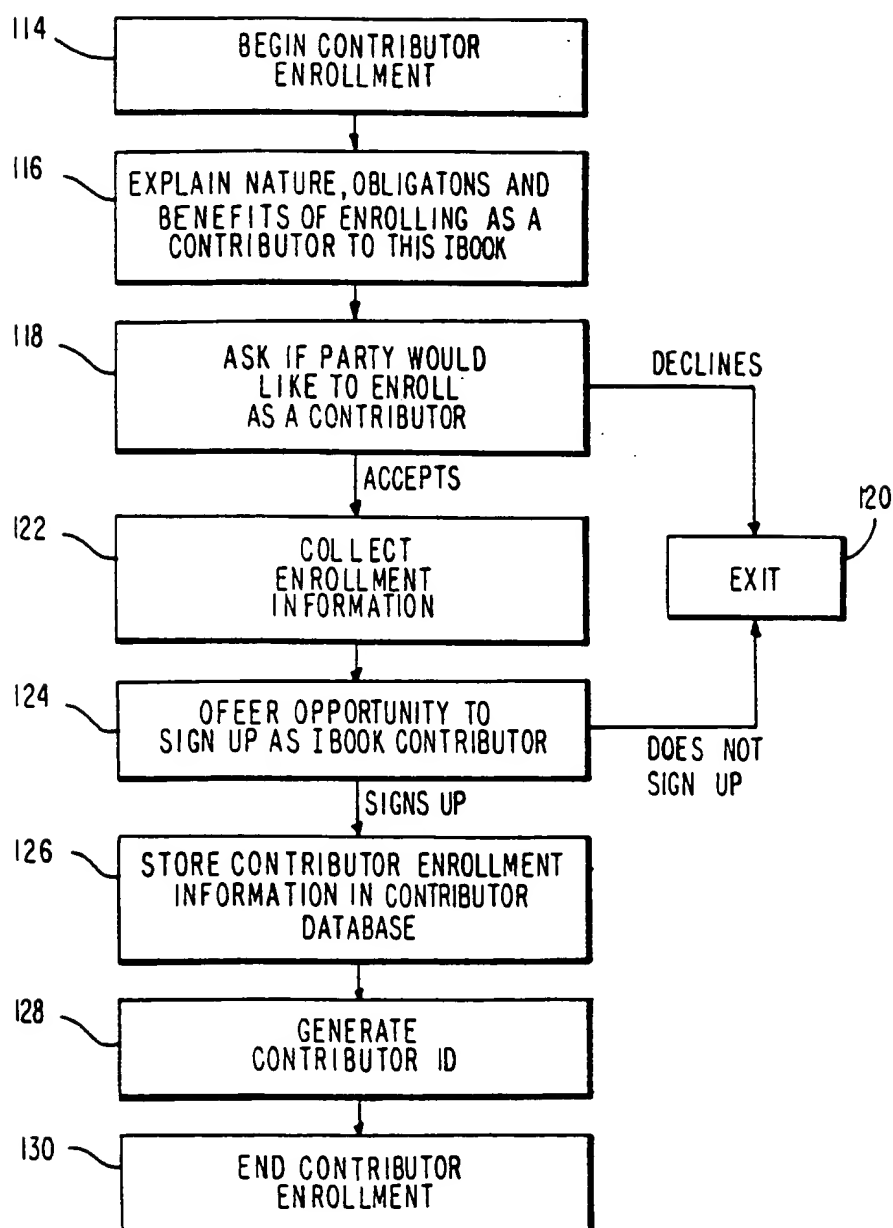 114
BEGIN CONTRIBUTOR
ENROLLMENT
116
EXPLAIN NATURE, OBLIGATONS AND
BENEFITS OF ENROLLING AS A
CONTRIBUTOR TO THIS IBOOK
118
ASK IF PARTY WOULD
LIKE TO ENROLL
AS A CONTRIBUTOR
DECLINES
ACCEPTS
120
EXIT
122
COLLECT
ENROLLMENT
INFORMATION
124
OFEER OPPORTUNITY TO
SIGN UP AS IBOOK CONTRIBUTOR
DOES NOT
SIGN UP
SIGNS UP
126
STORE CONTRIBUTOR ENROLLMENT
INFORMATION IN CONTRIBUTOR
DATABASE
128
GENERATE
CONTRIBUTOR ID
130
END CONTRIBUTOR
ENROLLMENT